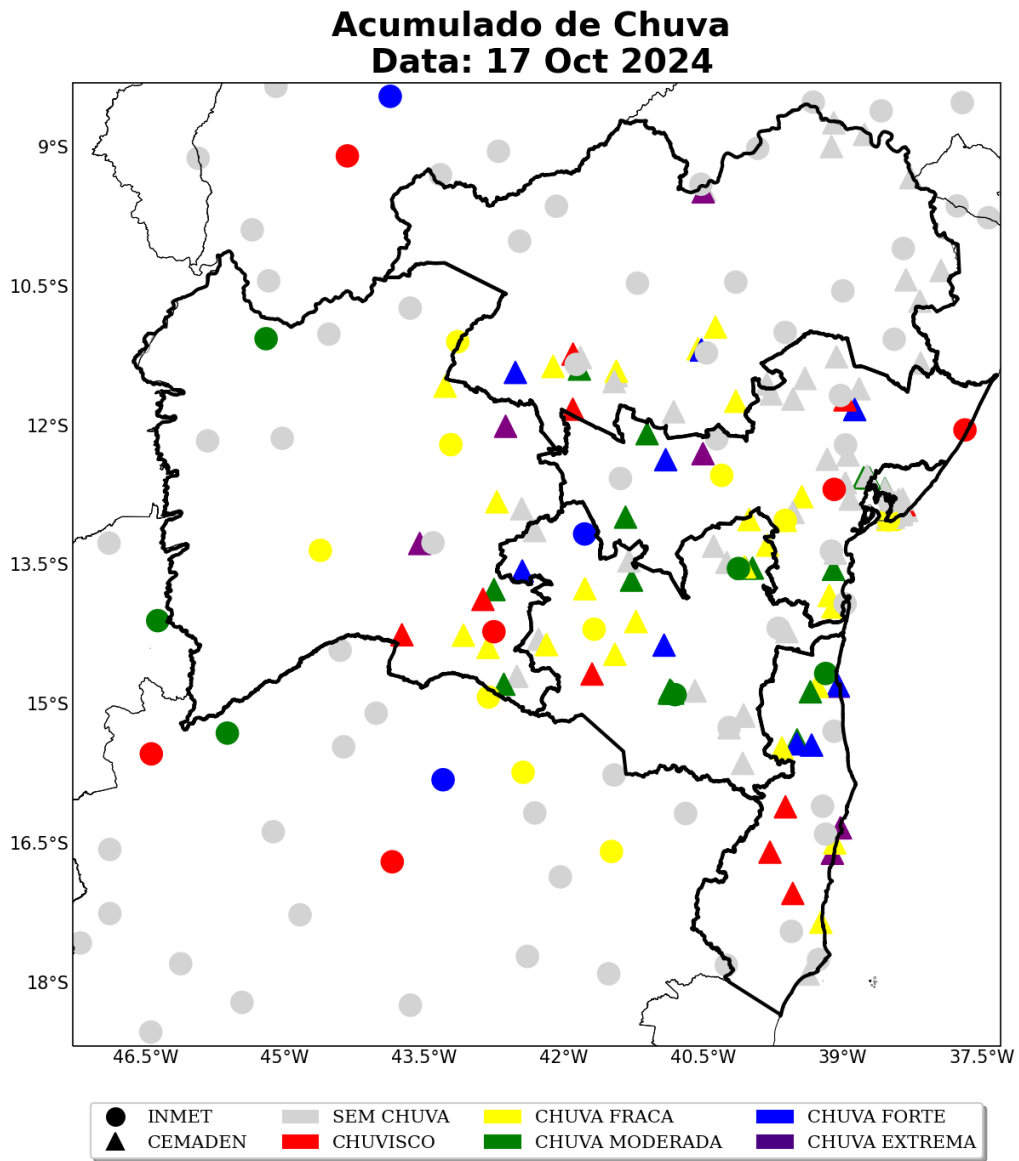 Acumulado de Chuva
Data: 17 Oct 2024
9°S
10.5°S
12°S
13.5°S
15°S
16.5°S
18°S
46.5°W 45°W 43.5°W 42°W 40.5°W 39°W 37.5°W
INMET SEM CHUVA CHUVA FRACA CHUVA FORTE
CEMADEN CHUVISCO CHUVA MODERADA CHUVA EXTREMA